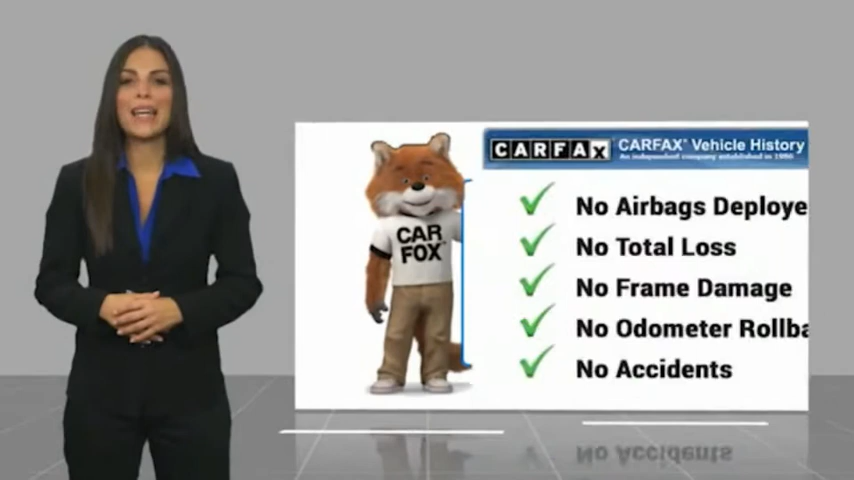 CARFAX
CARFAX Vehicle History
An independent company established in 1986
CAR
FOX
No Airbags Deploye
No Total Loss
No Frame Damage
No Odometer Rollba
No Accidents
No Accidents